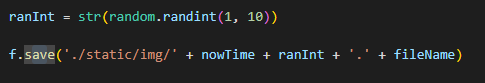 ranInt = str(random.randint(1, 10))
f.save('./static/img/' + nowTime + ranInt + '.' + fileName)